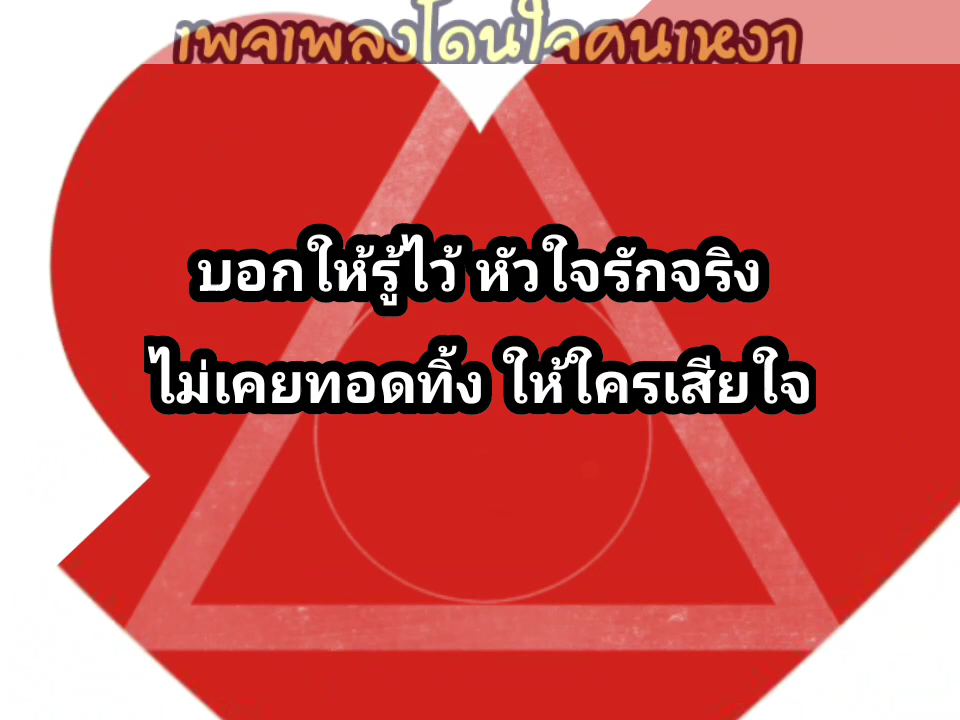 เพจเพลงโดนใจคนเหงา
บอกให้รู้ไว้ หัวใจรักจริง
ไม่เคยทอดทิ้ง ให้ใครเสียใจ